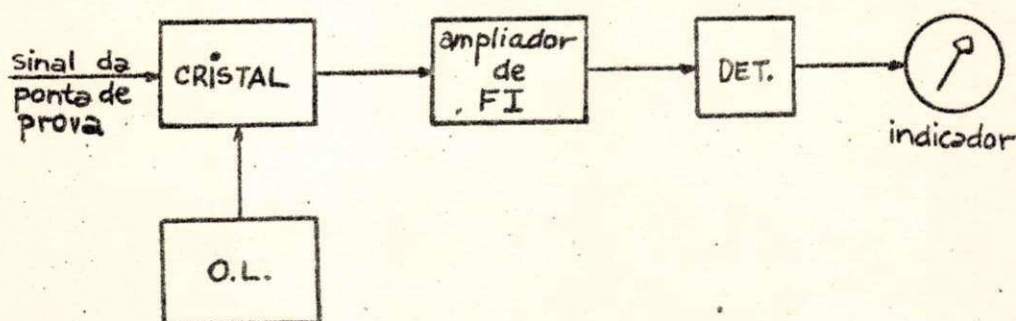 sinal da
ponta de
prova
CRISTAL
ampliador
de
FI
DET.
indicador
O.L.